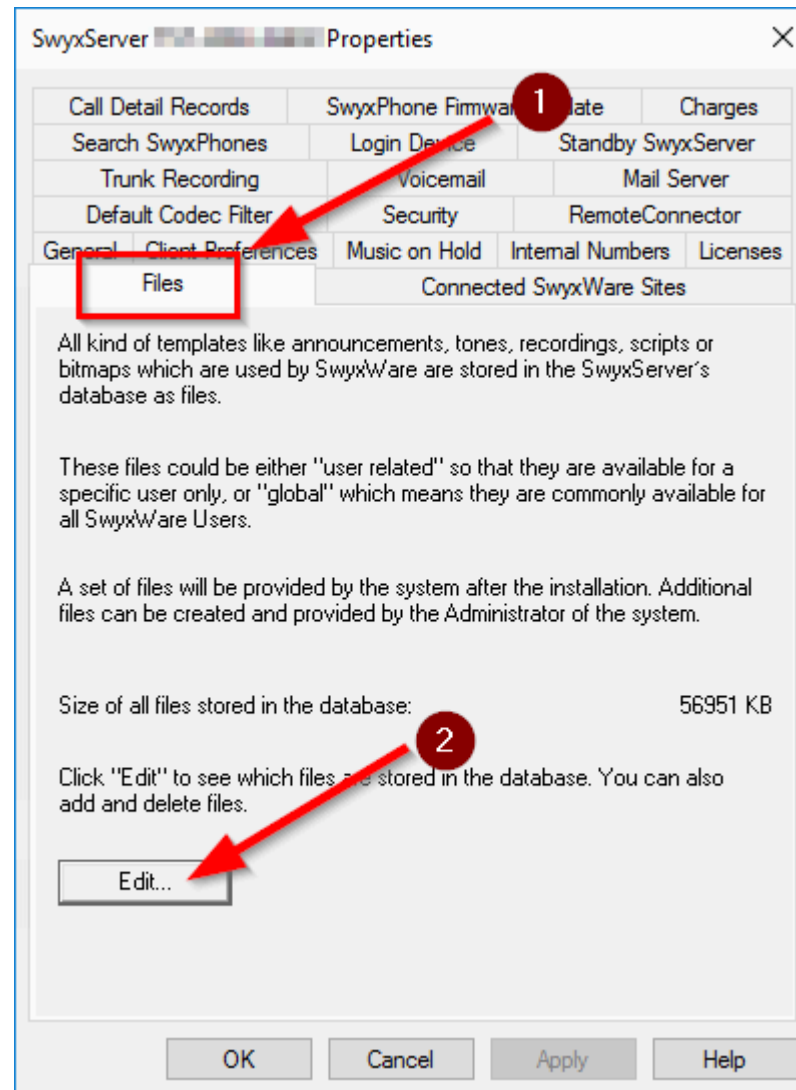 SwyxServer Properties
Call Detail Records SwyxPhone Firmwa 1 late Charges
Search SwyxPhones Login Device Standby SwyxServer
Trunk Recording Voicemail Mail Server
Default Codec Filter Security RemoteConnector
General Client Preferences Music on Hold Internal Numbers Licenses
Files Connected SwyxWare Sites
All kind of templates like announcements, tones, recordings, scripts or
bitmaps which are used by SwyxWare are stored in the SwyxServer's
database as files.
These files could be either "user related" so that they are available for a
specific user only, or "global" which means they are commonly available for
all SwyxWare Users.
A set of files will be provided by the system after the installation. Additional
files can be created and provided by the Administrator of the system.
Size of all files stored in the database: 56951 KB
2
Click "Edit" to see which files are stored in the database. You can also
add and delete files.
Edit...
OK Cancel Apply Help